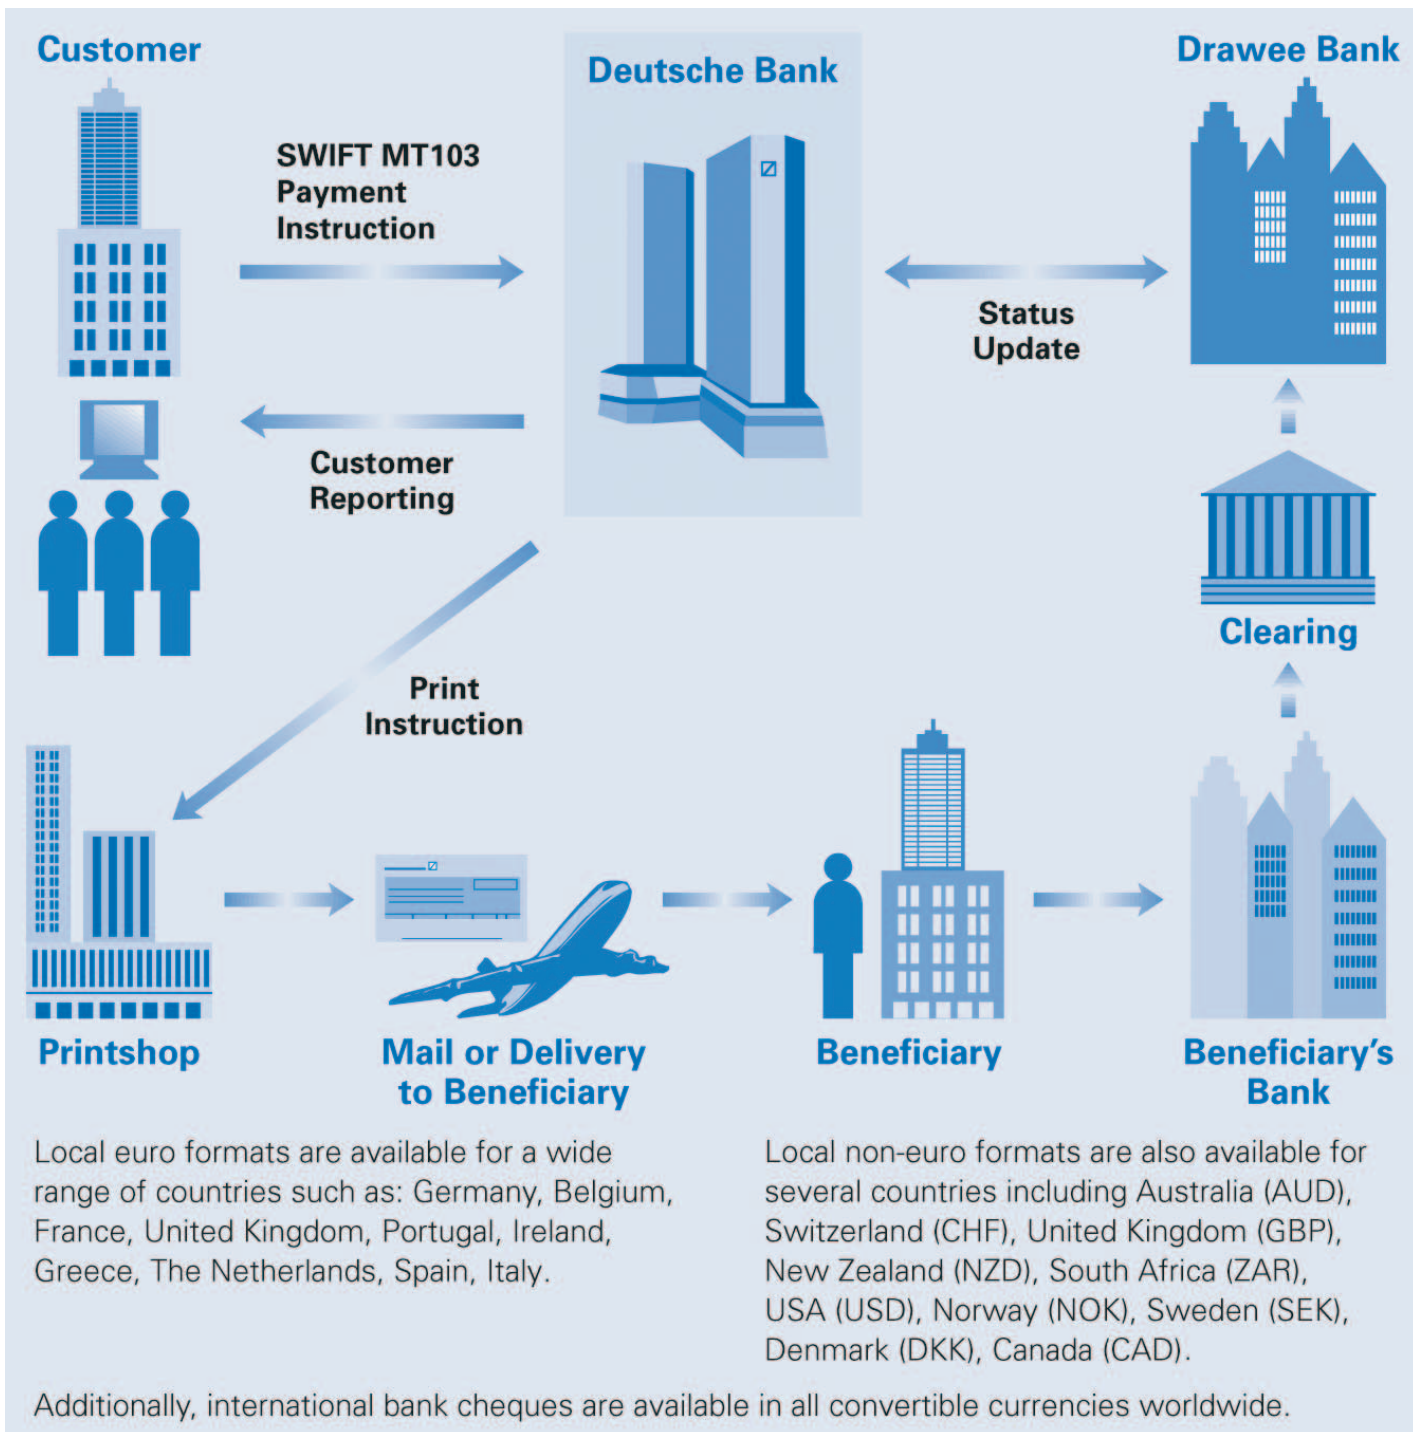 Customer
Deutsche Bank
Drawee Bank
SWIFT MT103
Payment
Instruction
Status
Update
Customer
Reporting
Clearing
Print
Instruction
Printshop
Mail or Delivery
to Beneficiary
Beneficiary
Beneficiary’s
Bank
Local euro formats are available for a wide
range of countries such as: Germany, Belgium,
France, United Kingdom, Portugal, Ireland,
Greece, The Netherlands, Spain, Italy.
Local non-euro formats are also available for
several countries including Australia (AUD),
Switzerland (CHF), United Kingdom (GBP),
New Zealand (NZD), South Africa (ZAR),
USA (USD), Norway (NOK), Sweden (SEK),
Denmark (DKK), Canada (CAD).
Additionally, international bank cheques are available in all convertible currencies worldwide.